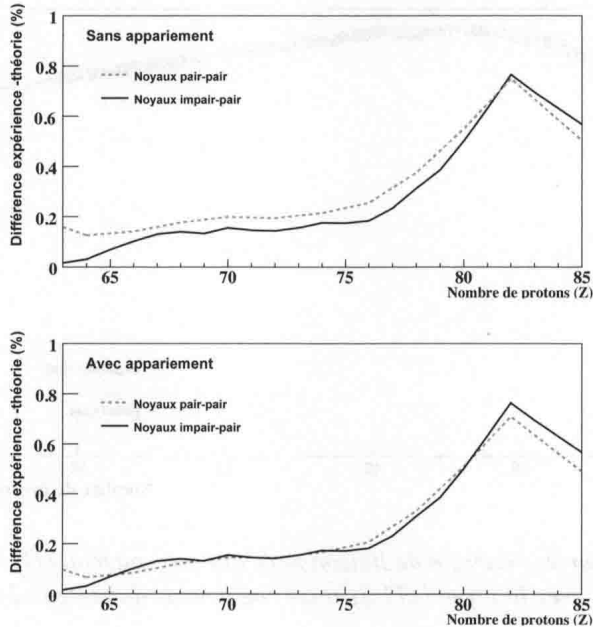 Différence expérience -théorie (%)
1
0.8
0.6
0.4
0.2
0
Sans appariement
Noyaux pair-pair
Noyaux impair-pair
65
70
75
80
85
Nombre de protons (Z)
Différence expérience -théorie (%)
1
0.8
0.6
0.4
0.2
0
Avec appariement
Noyaux pair-pair
Noyaux impair-pair
65
70
75
80
85
Nombre de protons (Z)